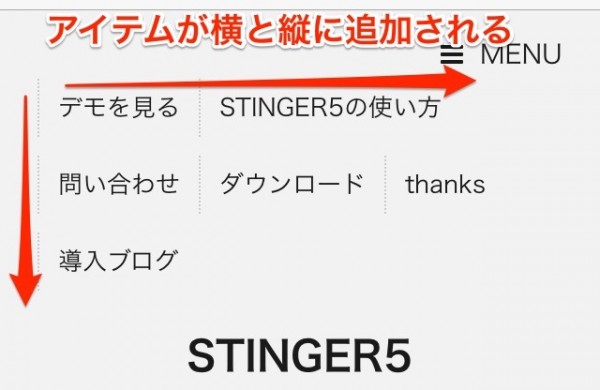 アイテムが横と縦に追加される
MENU
デモを見る STINGER5の使い方
問い合わせ ダウンロード thanks
導入ブログ
STINGER5